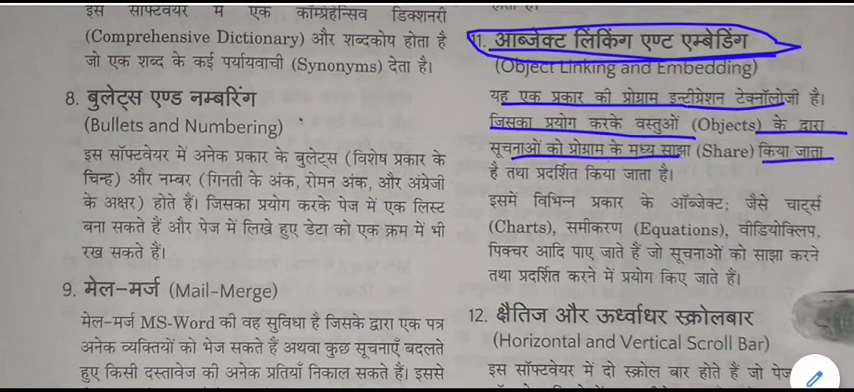 इस साफ्टवेयर में एक कॉम्प्रेहेन्सिव डिक्शनरी
(Comprehensive Dictionary) और शब्दकोष होता है
जो एक शब्द के कई पर्यायवाची (Synonyms) देता है।
8. बुलेट्स एण्ड नम्बरिंग
(Bullets and Numbering)
इस सॉफ्टवेयर में अनेक प्रकार के बुलेट्स (विशेष प्रकार के
चिन्ह) और नम्बर (गिनती के अंक, रोमन अंक, और अंग्रेजी
के अक्षर) होते हैं। जिसका प्रयोग करके पेज में एक लिस्ट
बना सकते हैं और पेज में लिखे हुए डेटा को एक क्रम में भी
रख सकते हैं।
9. मेल-मर्ज (Mail-Merge)
मेल-मर्ज MS-Word की वह सुविधा है जिसके द्वारा एक पत्र
अनेक व्यक्तियों को भेज सकते हैं अथवा कुछ सूचनाएँ बदलते
हुए किसी दस्तावेज की अनेक प्रतियाँ निकाल सकते हैं। इससे
11. आब्जेक्ट लिंकिंग एण्ट एम्बेडिंग
(Object Linking and Embedding)
यह एक प्रकार की प्रोग्राम इन्टीग्रेशन टेक्नॉलोजी है।
जिसका प्रयोग करके वस्तुओं (Objects) के द्वारा
सूचनाओं को प्रोग्राम के मध्य साझा (Share) किया जाता
है तथा प्रदर्शित किया जाता है।
इसमें विभिन्न प्रकार के ऑब्जेक्ट; जैसे चार्ट्स
(Charts), समीकरण (Equations), वीडियोक्लिप,
पिक्चर आदि पाए जाते हैं जो सूचनाओं को साझा करने
तथा प्रदर्शित करने में प्रयोग किए जाते हैं।
12. क्षैतिज और ऊर्ध्वाधर स्क्रोलबार
(Horizontal and Vertical Scroll Bar)
इस सॉफ्टवेयर में दो स्क्रोल बार होते हैं जो पेज